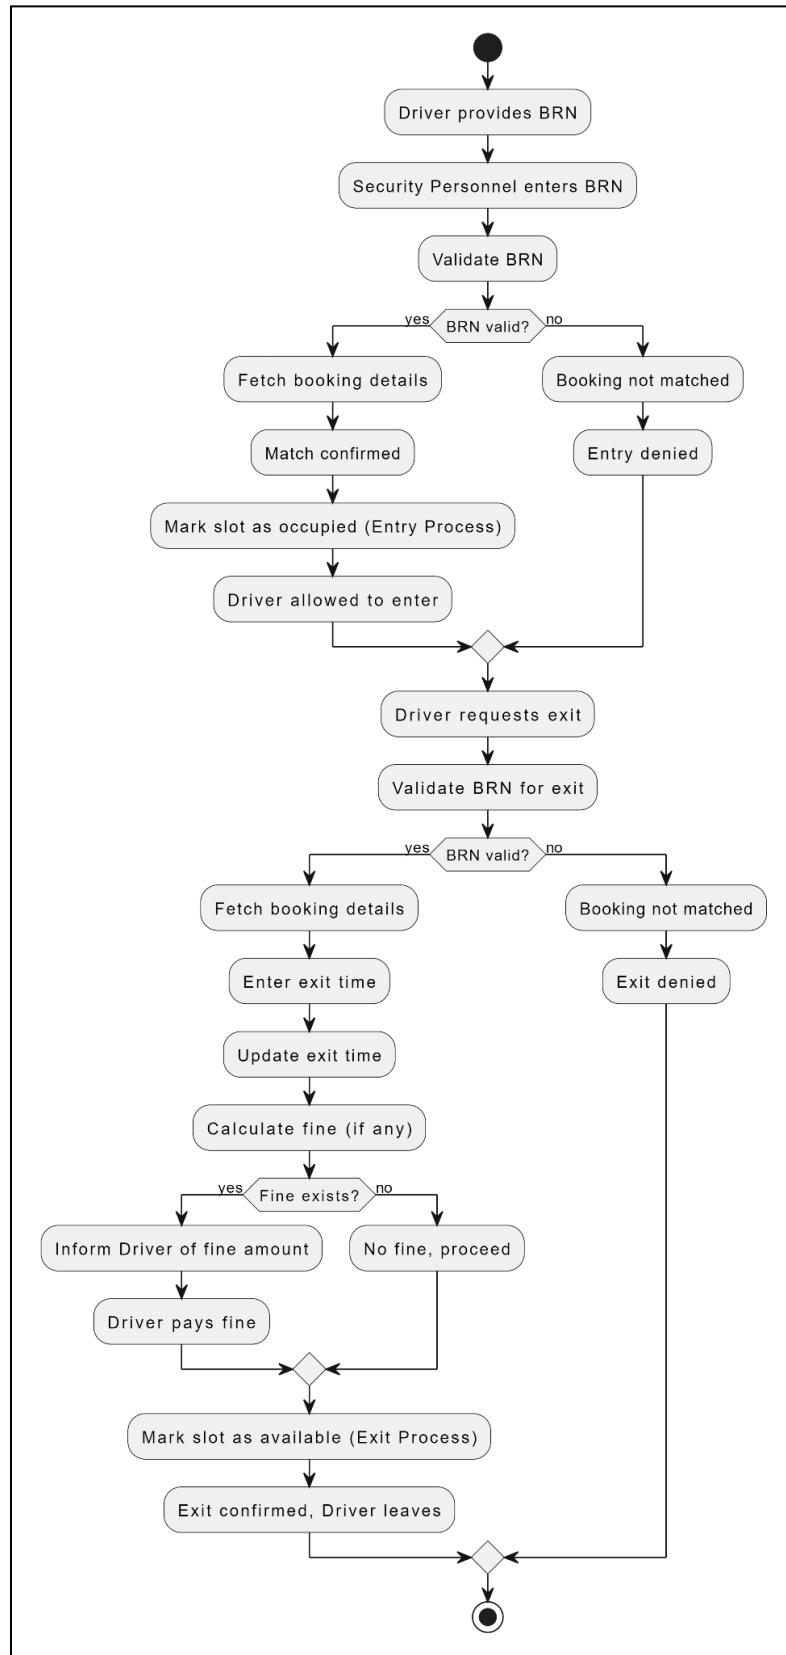 Driver provides BRN
Security Personnel enters BRN
Validate BRN
yes
BRN valid?
no
Fetch booking details
Booking not matched
Match confirmed
Entry denied
Mark slot as occupied (Entry Process)
Driver allowed to enter
Driver requests exit
Validate BRN for exit
yes
BRN valid?
no
Fetch booking details
Booking not matched
Enter exit time
Exit denied
Update exit time
Calculate fine (if any)
yes
Fine exists?
no
Inform Driver of fine amount
No fine, proceed
Driver pays fine
Mark slot as available (Exit Process)
Exit confirmed, Driver leaves